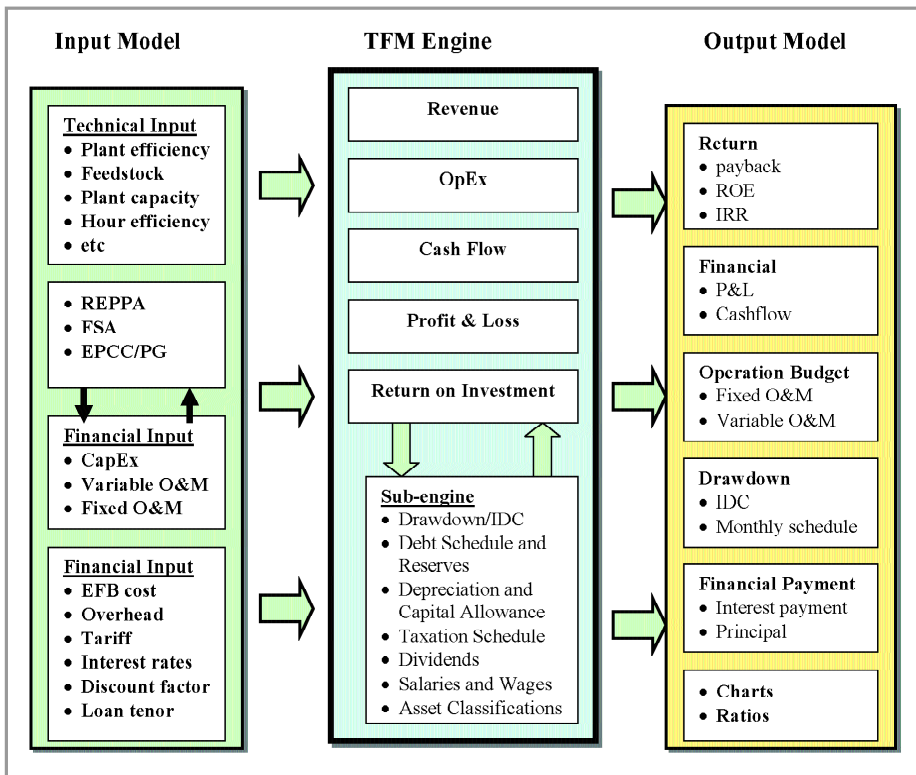 Input Model
TFM Engine
Output Model
Technical Input
• Plant efficiency
• Feedstock
• Plant capacity
• Hour efficiency
• etc
• REPPA
• FSA
• EPCC/PG
Financial Input
• CapEx
• Variable O&M
• Fixed O&M
Financial Input
• EFB cost
• Overhead
• Tariff
• Interest rates
• Discount factor
• Loan tenor
Revenue
OpEx
Cash Flow
Profit & Loss
Return on Investment
Sub-engine
• Drawdown/IDC
• Debt Schedule and
Reserves
• Depreciation and
Capital Allowance
• Taxation Schedule
• Dividends
• Salaries and Wages
• Asset Classifications
Return
• payback
• ROE
• IRR
Financial
• P&L
• Cashflow
Operation Budget
• Fixed O&M
• Variable O&M
Drawdown
• IDC
• Monthly schedule
Financial Payment
• Interest payment
• Principal
• Charts
• Ratios